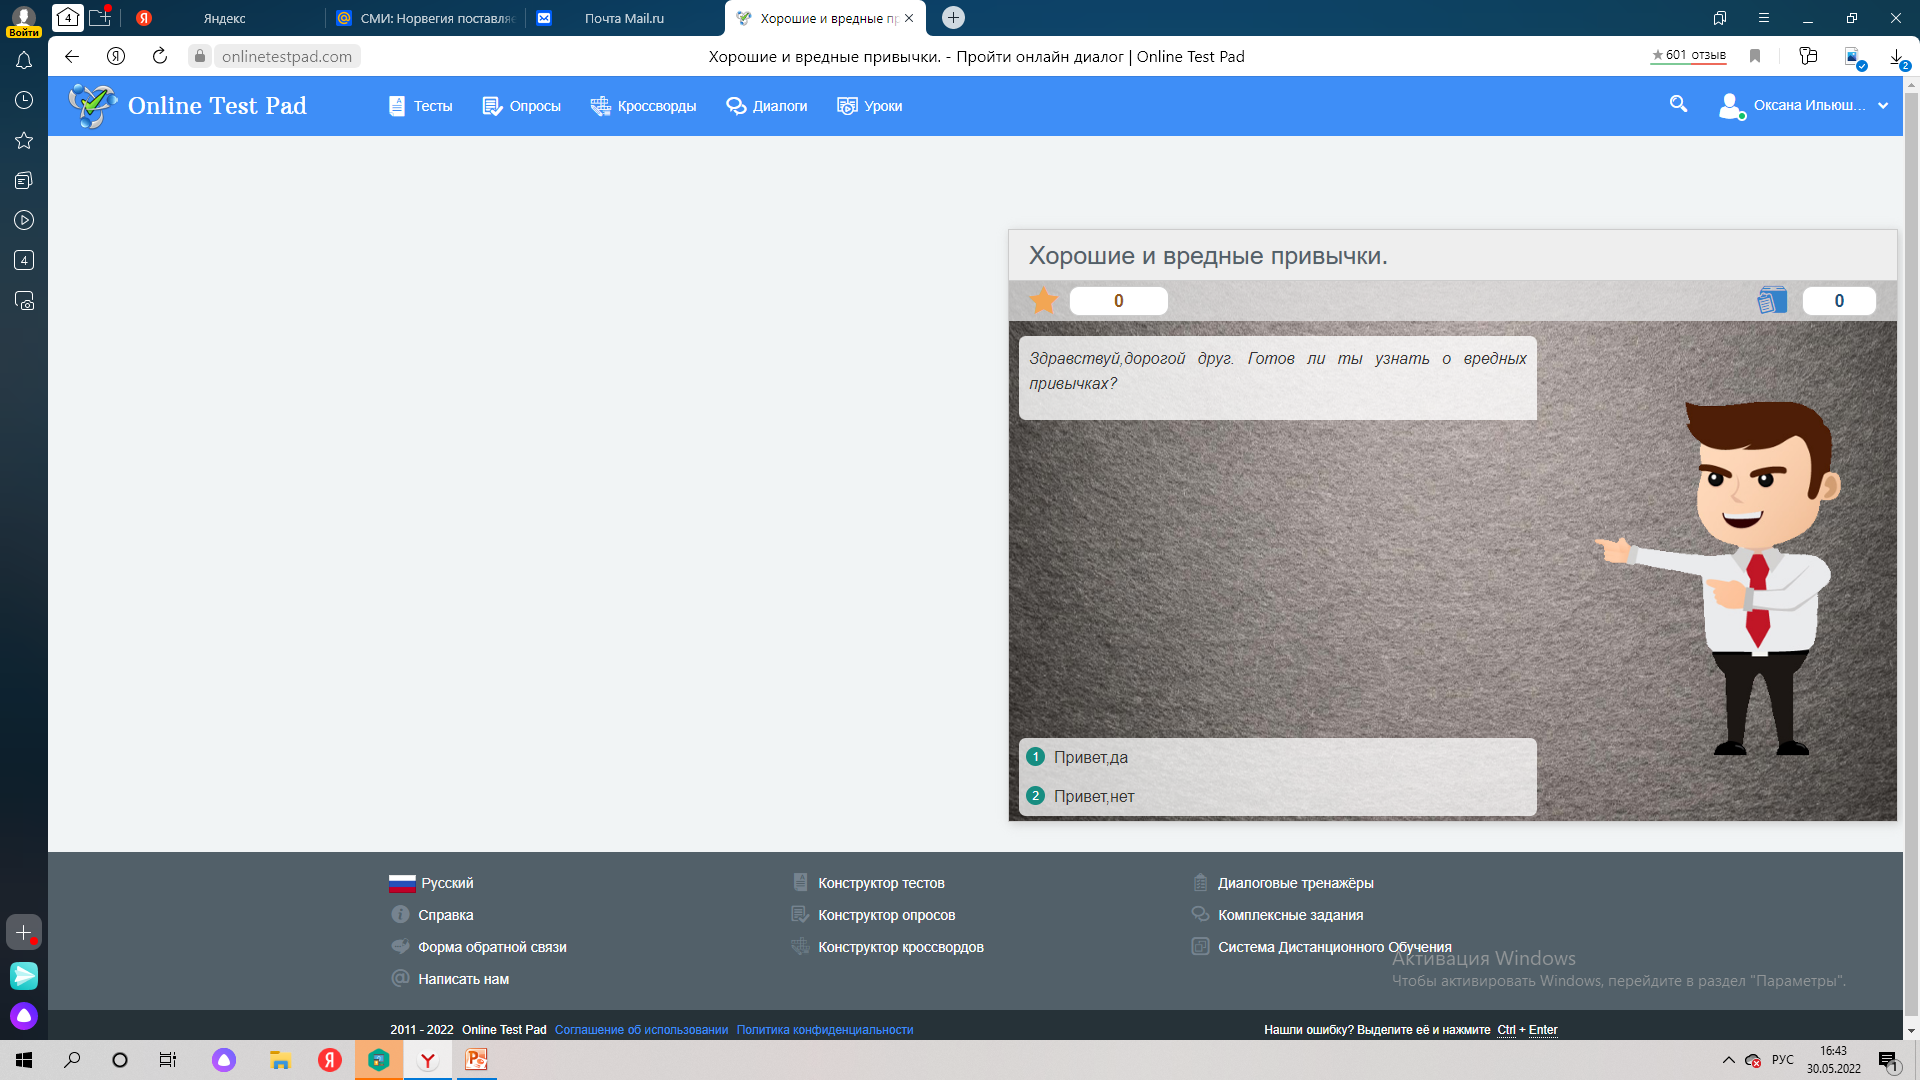 4
Яндекс
СМИ: Норвегия поставля
Почта Mail.ru
Хорошие и вредные п
Войти
onlinetestpad.com
Хорошие и вредные привычки. - Пройти онлайн диалог | Online Test Pad
601 отзыв
2
Online Test Pad
Тесты
Опросы
Кроссворды
Диалоги
Уроки
Оксана Ильюш...
4
Хорошие и вредные привычки.
0
0
Здравствуй,дорогой друг. Готов ли ты узнать о вредных
привычках?
1 Привет,да
2 Привет,нет
Русский
Справка
Форма обратной связи
Написать нам
Конструктор тестов
Конструктор опросов
Конструктор кроссвордов
Диалоговые тренажёры
Комплексные задания
Система Дистанционного Обучения
Активация Windows
Чтобы активировать Windows, перейдите в раздел "Параметры".
2011 - 2022 Online Test Pad Соглашение об использовании Политика конфиденциальности
Нашли ошибку? Выделите её и нажмите Ctrl + Enter
РУС
16:43
30.05.2022
1